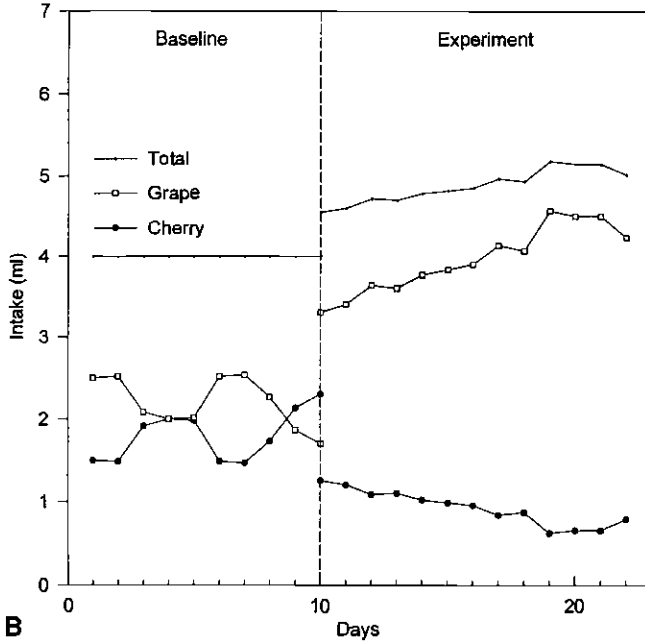 7
Baseline
Experiment
6
Total
5
Grape
Cherry
4
Intake (ml)
3
2
1
0
0
10
20
B
Days